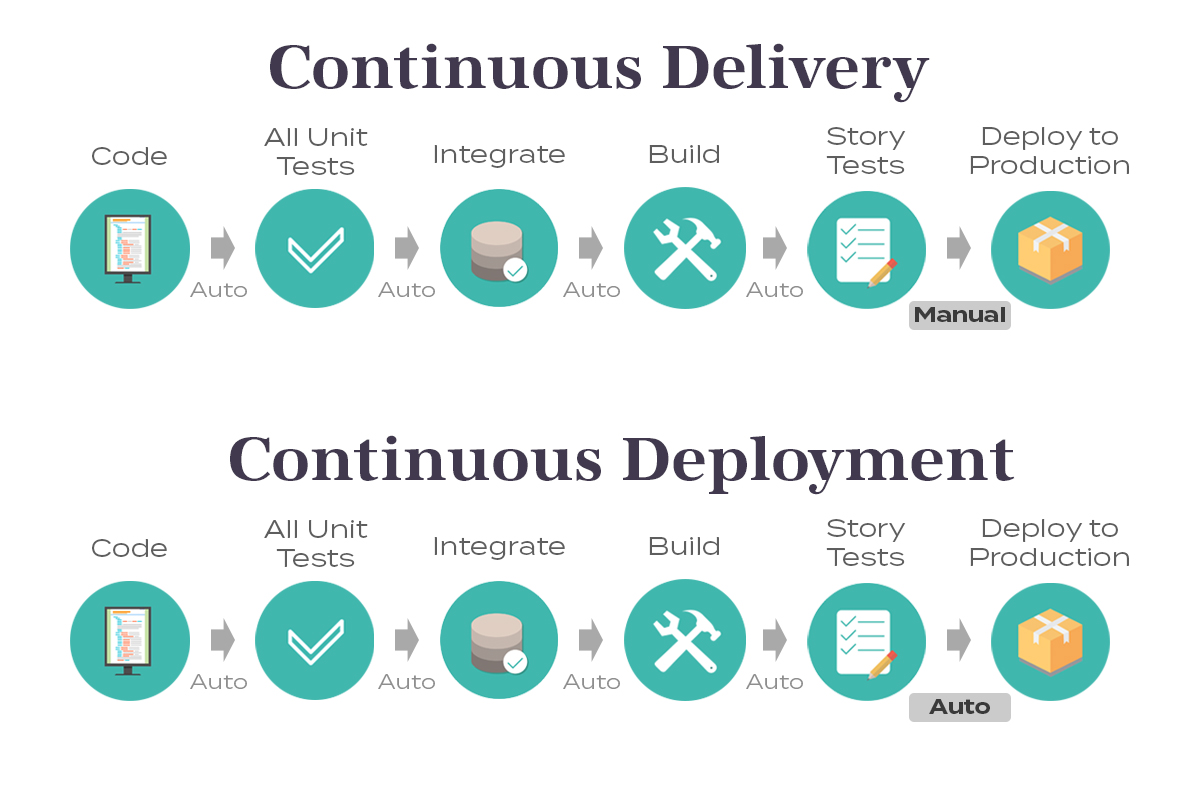 Continuous Delivery
Code
All Unit
Tests
Integrate
Build
Story
Tests
Deploy to
Production
Auto
Auto
Auto
Auto
Manual
Continuous Deployment
Code
All Unit
Tests
Integrate
Build
Story
Tests
Deploy to
Production
Auto
Auto
Auto
Auto
Auto